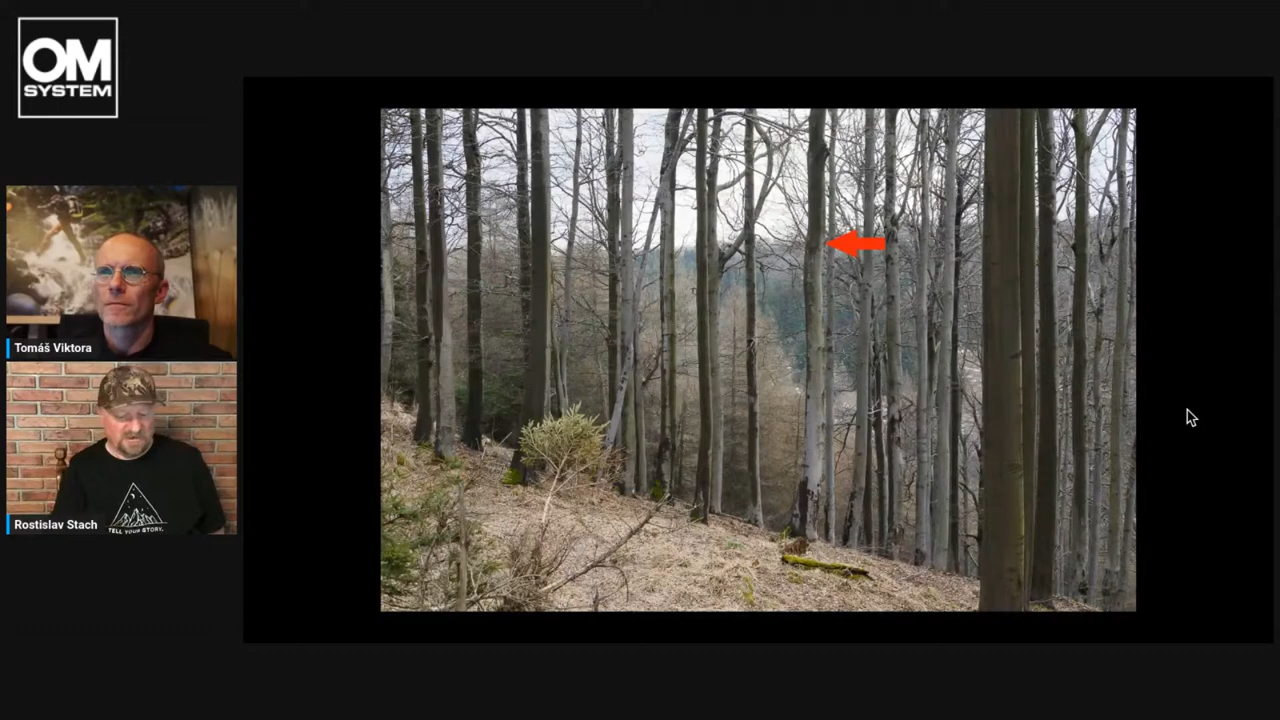 OM
SYSTEM
Tomáš Viktora
Rostislav Stach
TELL YOUR STORY.